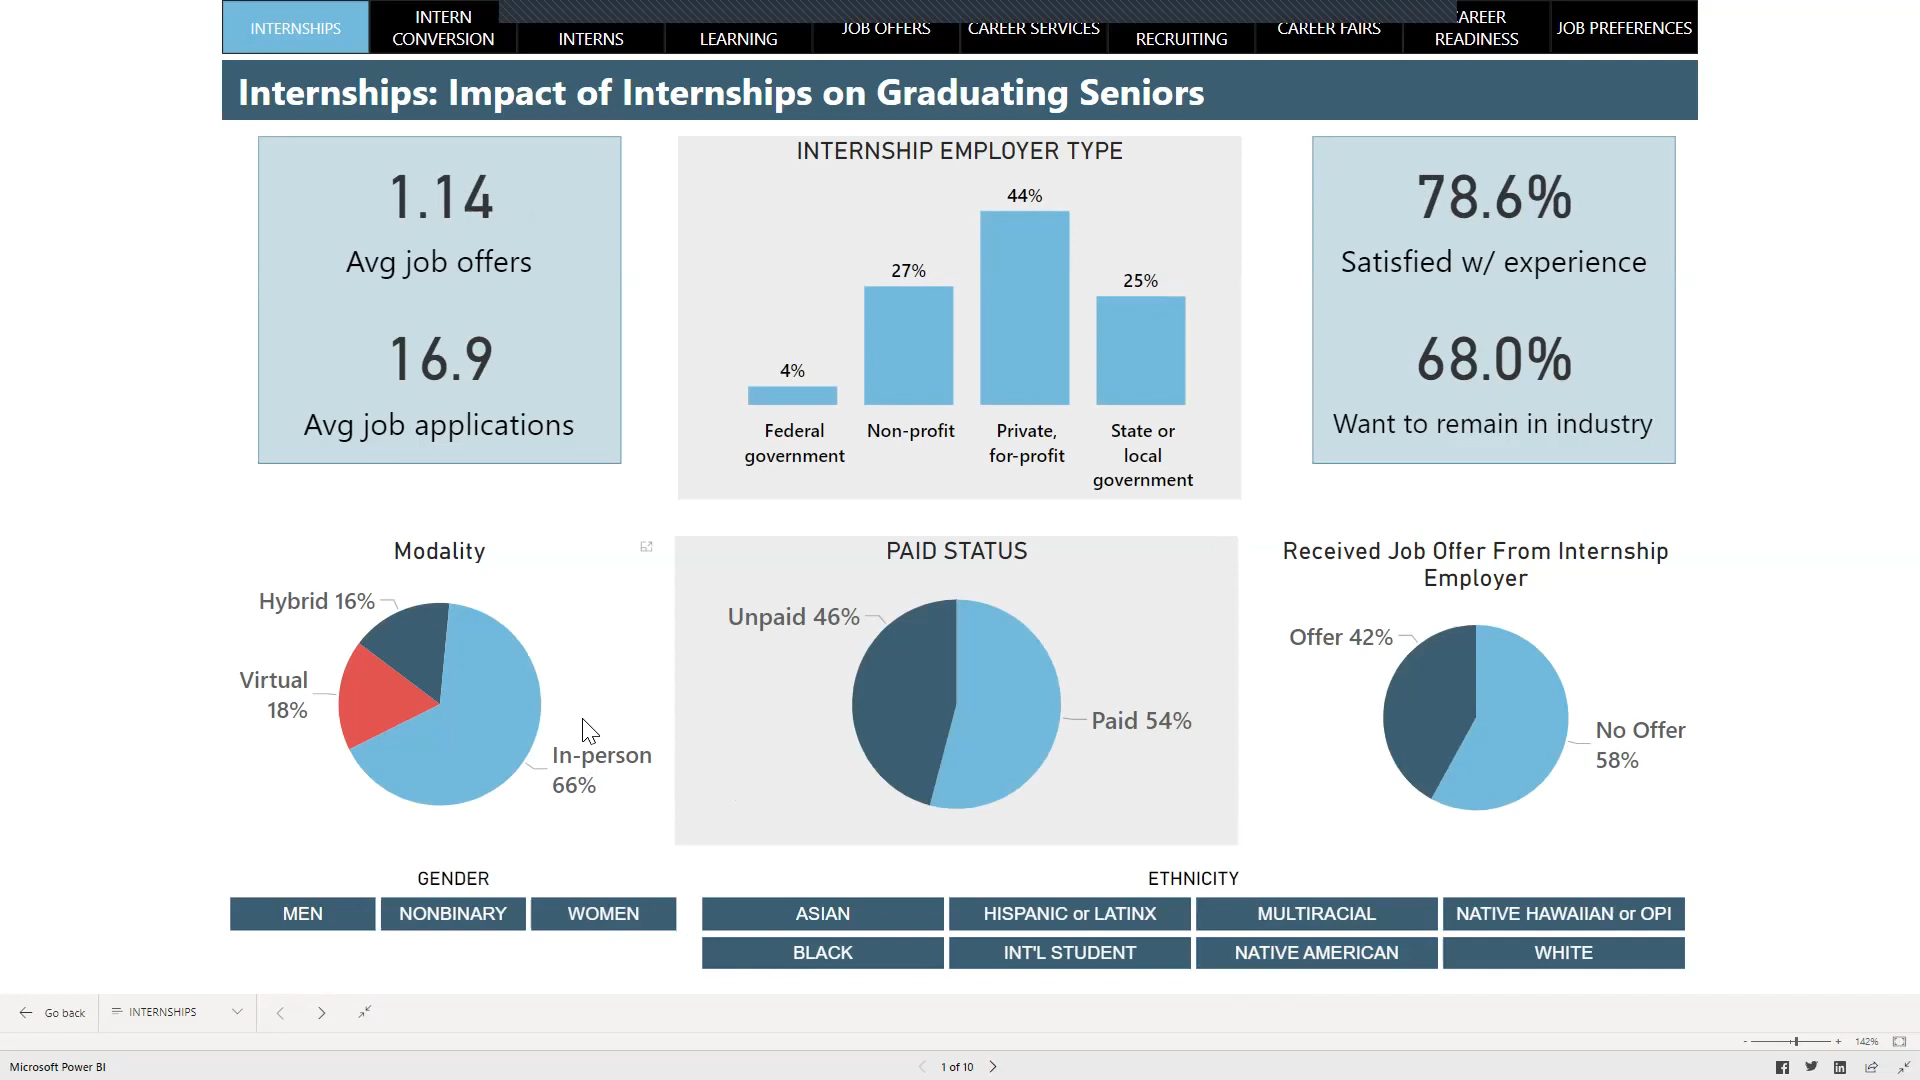 INTERNSHIPS
INTERN
CONVERSION
INTERNS
LEARNING
JOB OFFERS
CAREER SERVICES
RECRUITING
CAREER FAIRS
AREER
READINESS
JOB PREFERENCES
Internships: Impact of Internships on Graduating Seniors
1.14
Avg job offers
16.9
Avg job applications
INTERNSHIP EMPLOYER TYPE
44%
27%
25%
4%
Federal
government
Non-profit
Private,
for-profit
State or
local
government
78.6%
Satisfied w/ experience
68.0%
Want to remain in industry
Modality
Hybrid 16%
Virtual
18%
In-person
66%
PAID STATUS
Unpaid 46%
Paid 54%
Received Job Offer From Internship
Employer
Offer 42%
No Offer
58%
GENDER
MEN
NONBINARY
WOMEN
ETHNICITY
ASIAN
HISPANIC or LATINX
MULTIRACIAL
NATIVE HAWAIIAN or OPI
BLACK
INT'L STUDENT
NATIVE AMERICAN
WHITE
Go back
INTERNSHIPS
- + 142%
Microsoft Power BI
1 of 10